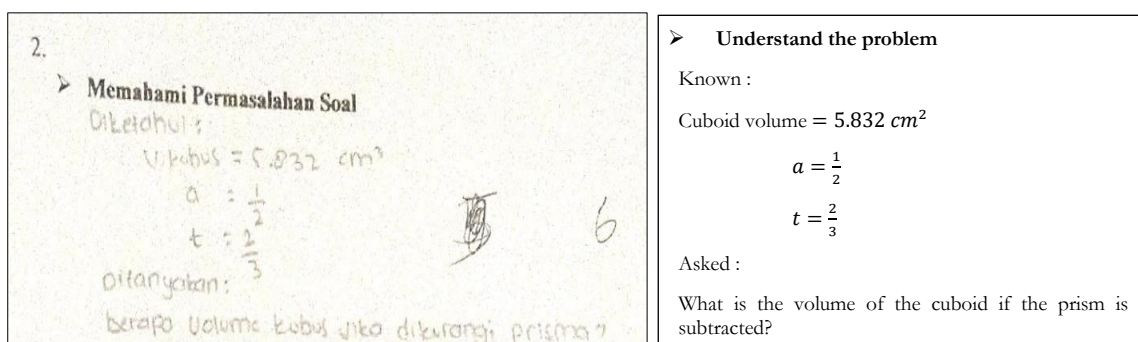 2.
➢ Memahami Permasalahan Soal
Diketahui :
V. kubus = 5.832 cm³
a : 1/2
t : 2/3
6
Ditanyakan :
berapa volume kubus jika dikurangi prisma ?
➢ Understand the problem
Known :
Cuboid volume = 5.832 cm²
a = 1/2
t = 2/3
Asked :
What is the volume of the cuboid if the prism is
subtracted?